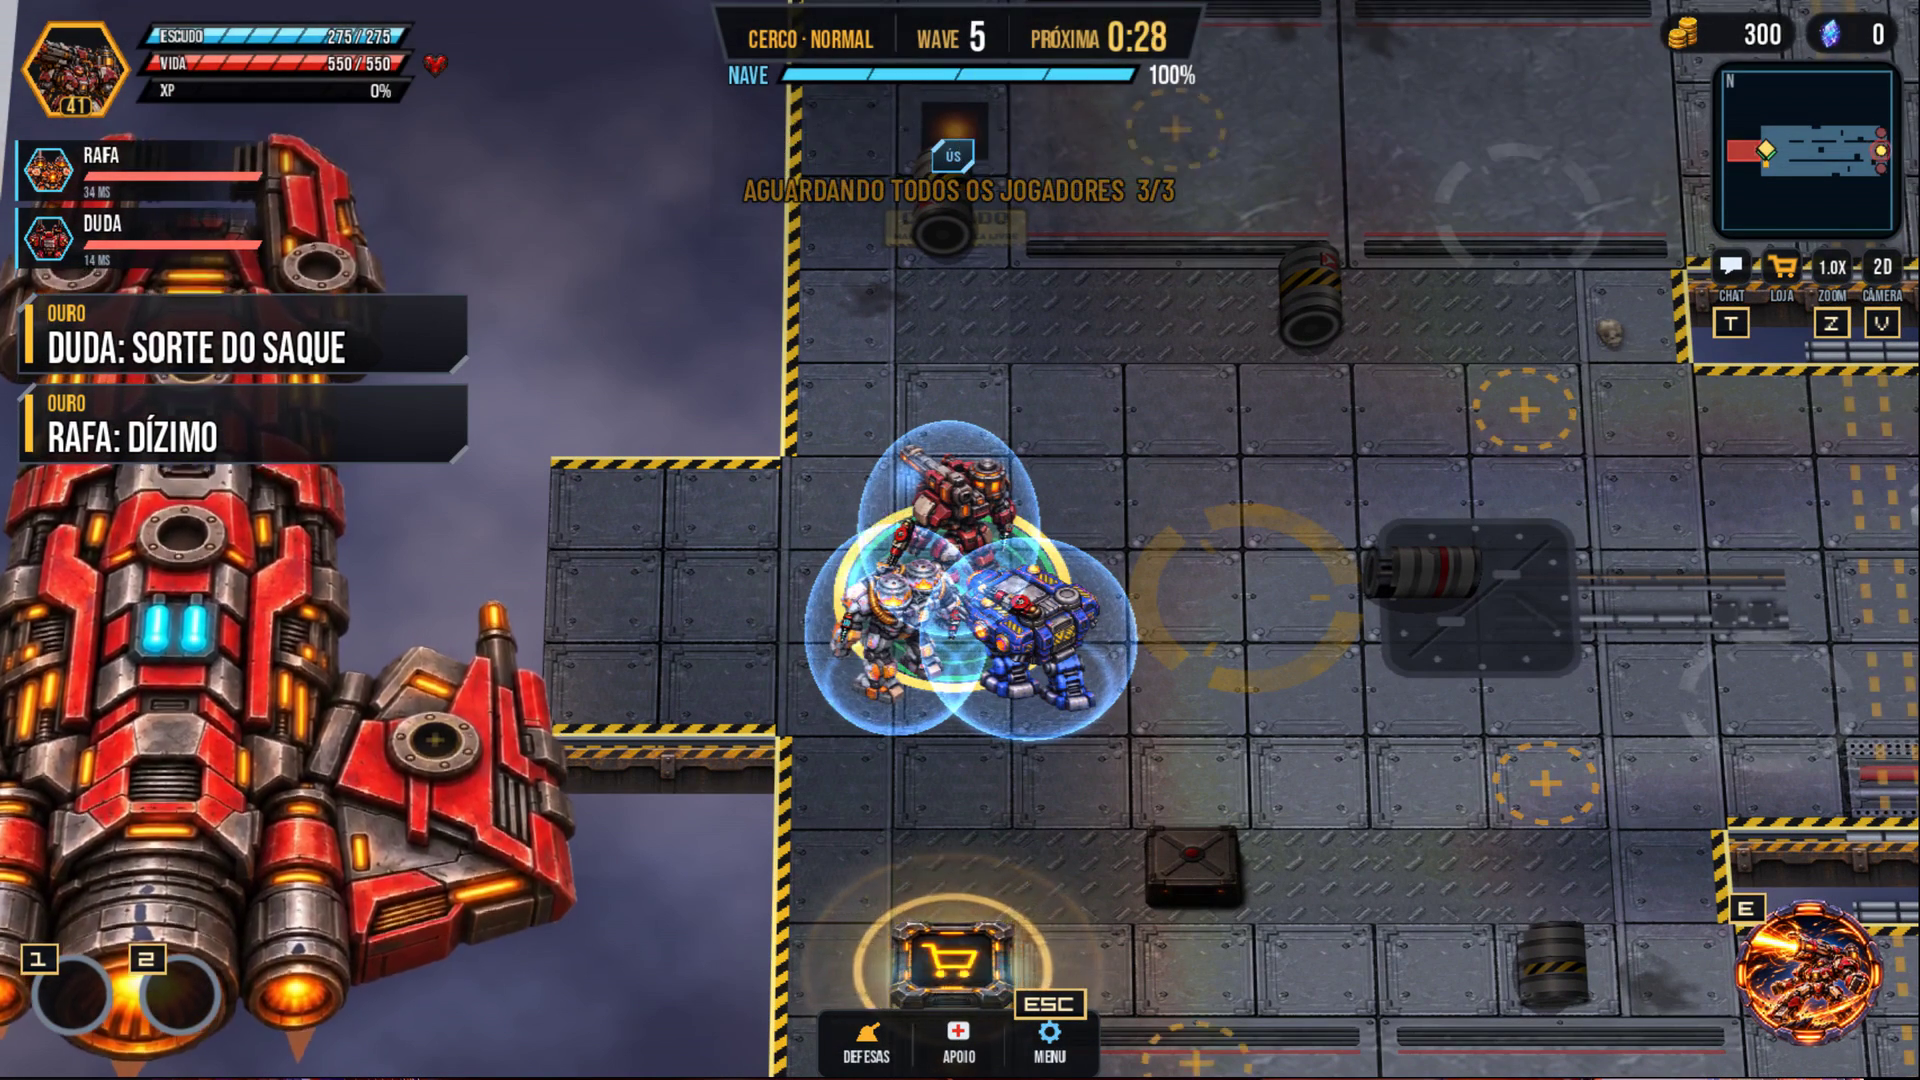 ESCUDO 275/275
VIDA 550/550
XP 0%
41
CERCO · NORMAL WAVE 5 PRÓXIMA 0:28
NAVE 100%
300 0
N
RAFA
34 MS
DUDA
14 MS
ÚS
AGUARDANDO TODOS OS JOGADORES 3/3
OURO
DUDA: SORTE DO SAQUE
OURO
RAFA: DÍZIMO
1.0X 2D
CHAT LOJA ZOOM CÂMERA
T Z V
E
1 2
ESC
DEFESAS APOIO MENU